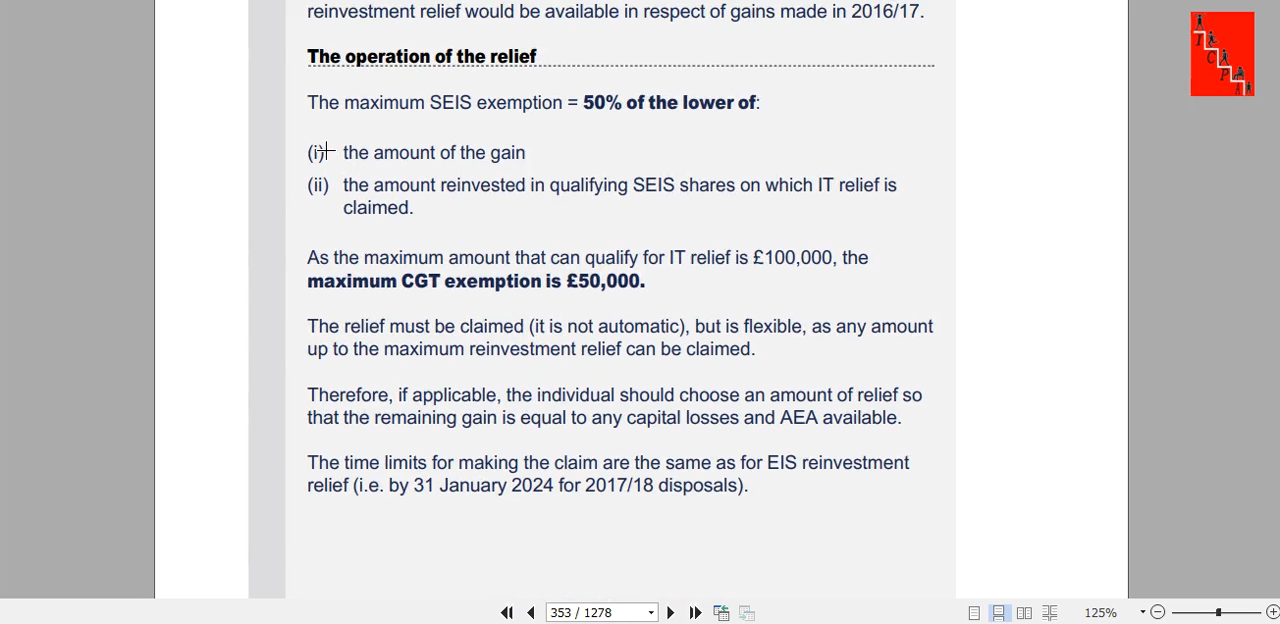 reinvestment relief would be available in respect of gains made in 2016/17.
The operation of the relief
The maximum SEIS exemption = 50% of the lower of:
(i) the amount of the gain
(ii) the amount reinvested in qualifying SEIS shares on which IT relief is
claimed.
As the maximum amount that can qualify for IT relief is £100,000, the
maximum CGT exemption is £50,000.
The relief must be claimed (it is not automatic), but is flexible, as any amount
up to the maximum reinvestment relief can be claimed.
Therefore, if applicable, the individual should choose an amount of relief so
that the remaining gain is equal to any capital losses and AEA available.
The time limits for making the claim are the same as for EIS reinvestment
relief (i.e. by 31 January 2024 for 2017/18 disposals).
I
C
P
A
353 / 1278
125%